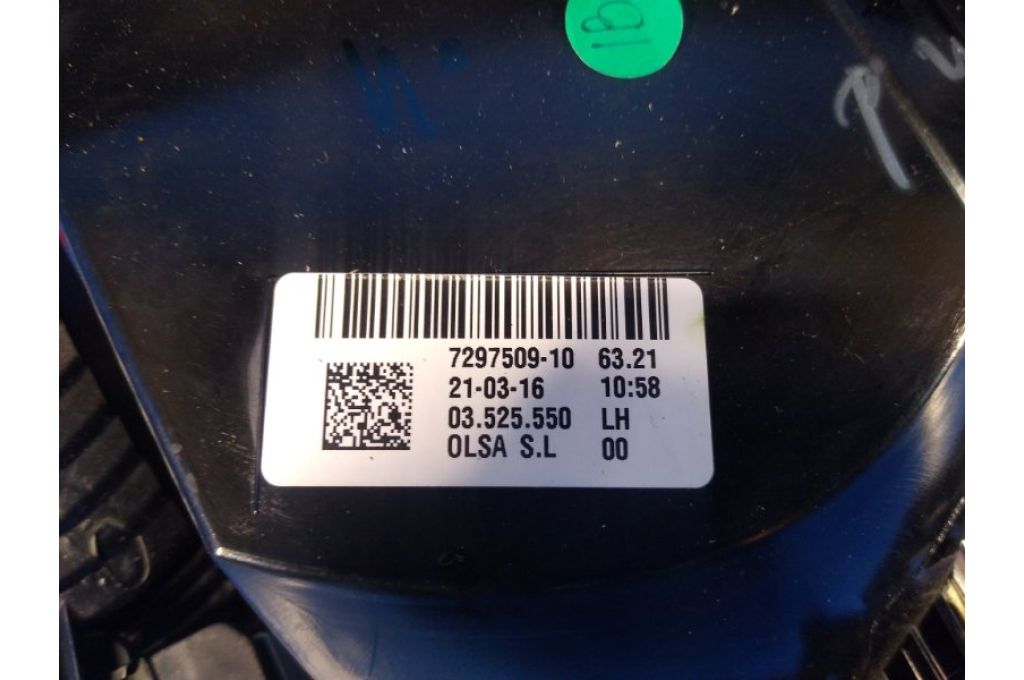 7297509-10 63.21
21-03-16 10:58
03.525.550 LH
OLSA S.L 00